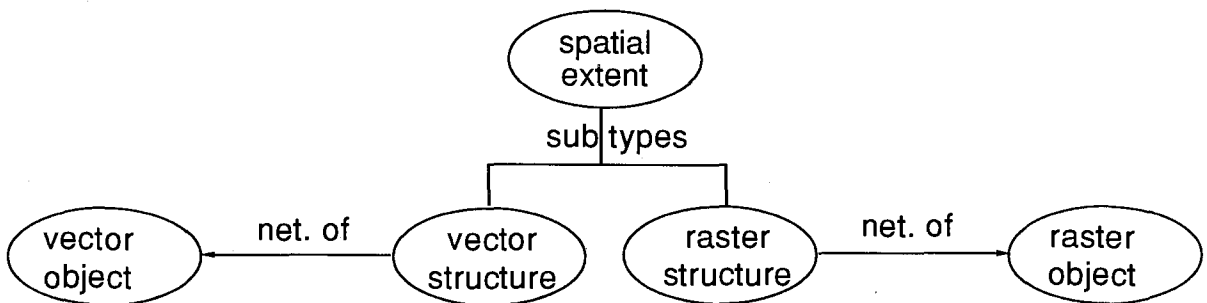 spatial
extent
sub types
net. of
net. of
vector
object
vector
structure
raster
structure
raster
object